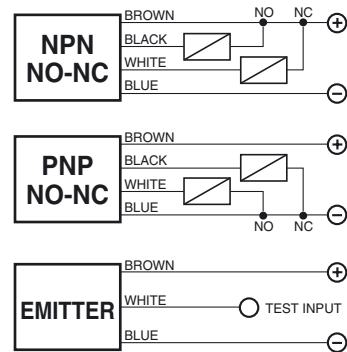 BROWN
NO NC
+
NPN
NO-NC
BLACK
WHITE
BLUE
−
BROWN
+
PNP
NO-NC
BLACK
WHITE
BLUE
−
NO NC
BROWN
+
EMITTER
WHITE
TEST INPUT
BLUE
−